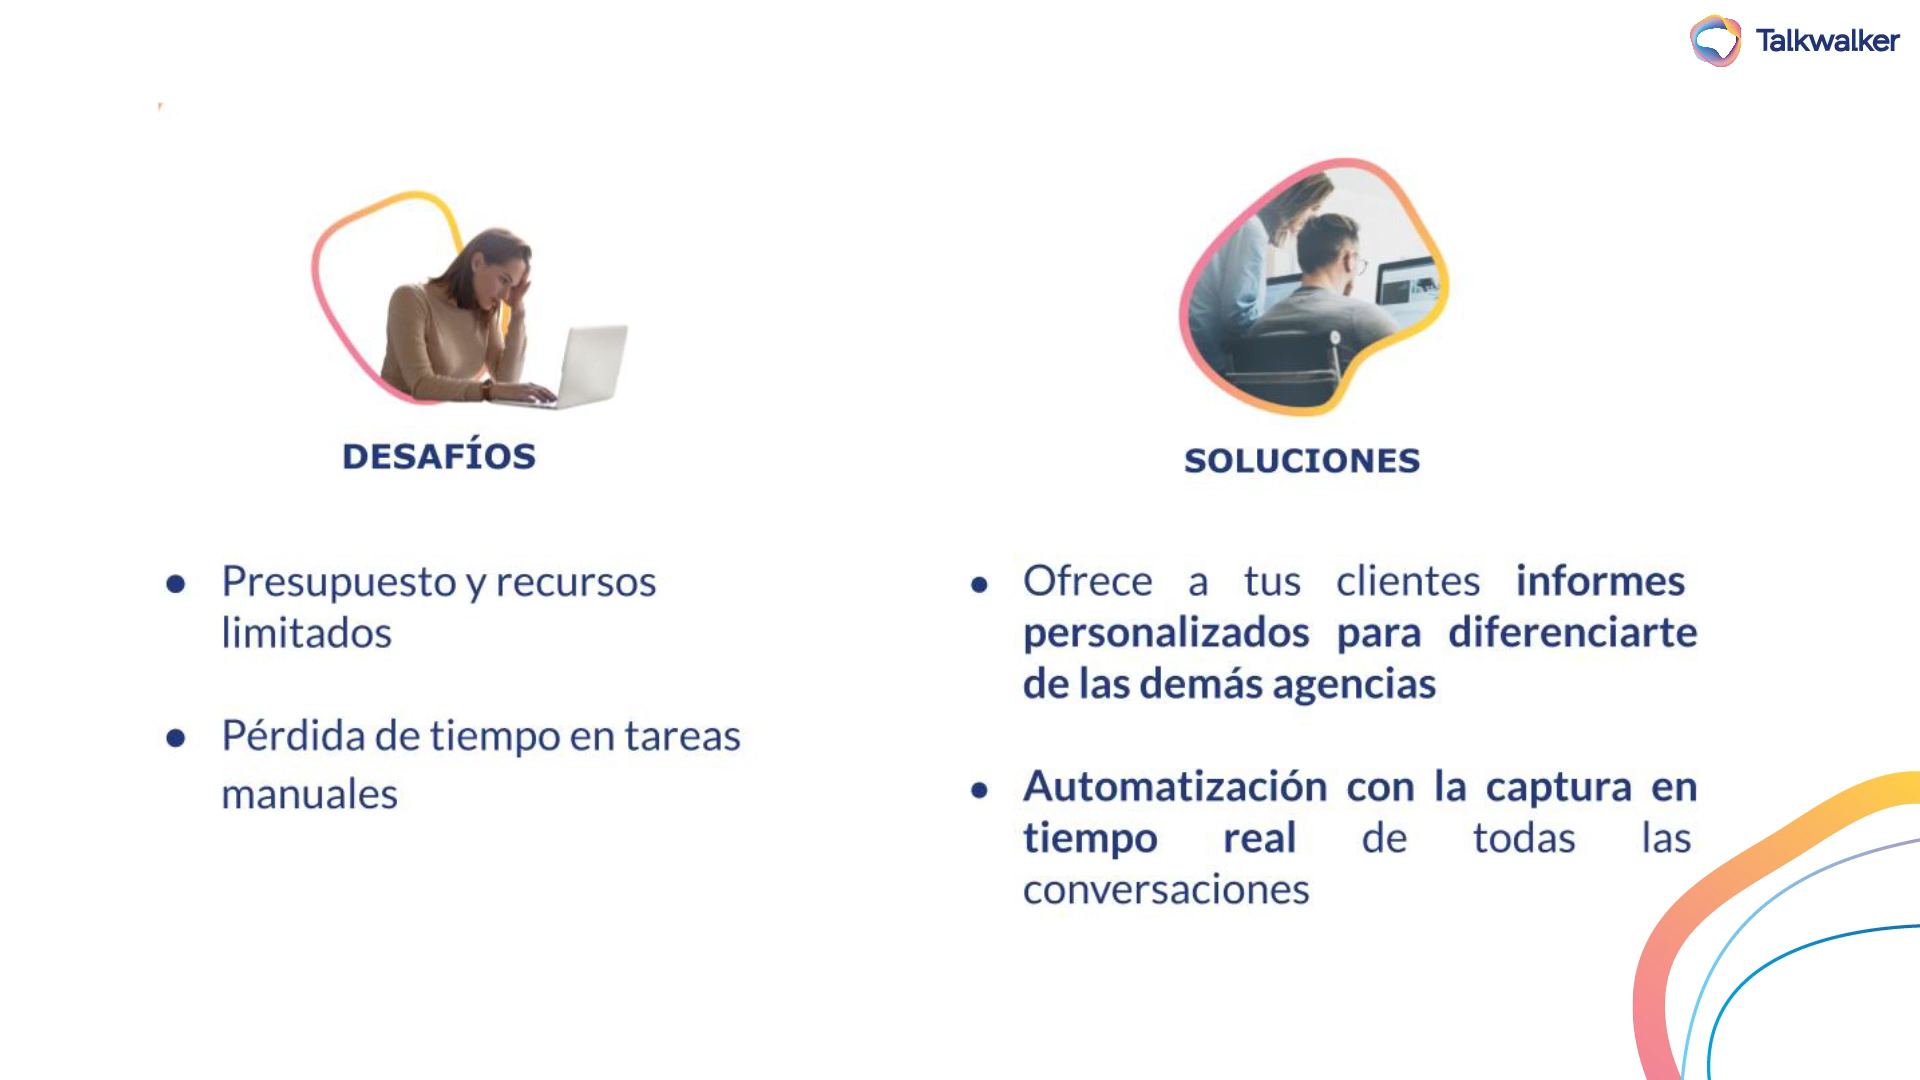 Talkwalker
DESAFÍOS
Presupuesto y recursos
limitados
Pérdida de tiempo en tareas
manuales
SOLUCIONES
Ofrece a tus clientes informes
personalizados para diferenciarte
de las demás agencias
Automatización con la captura en
tiempo real de todas las
conversaciones